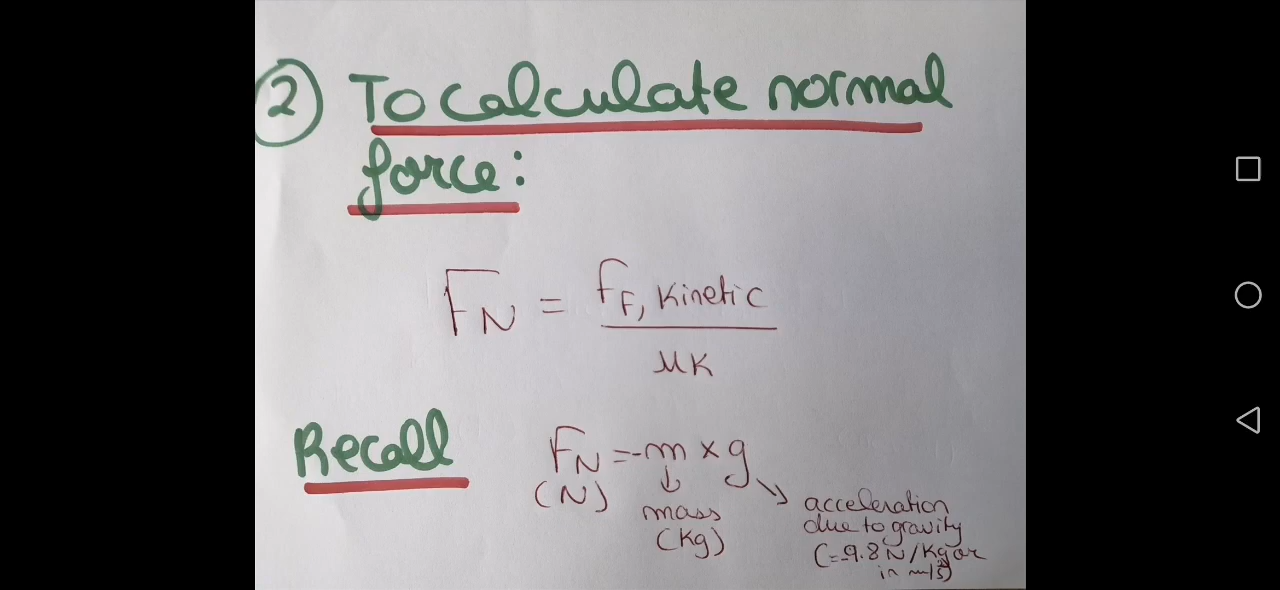 2 To calculate normal
force:
FN = fF, Kinetic
μK
Recall FN =-m x g
(N) mass
(Kg)
acceleration
due to gravity
(=-9.8 N/Kg or
in m/s²)